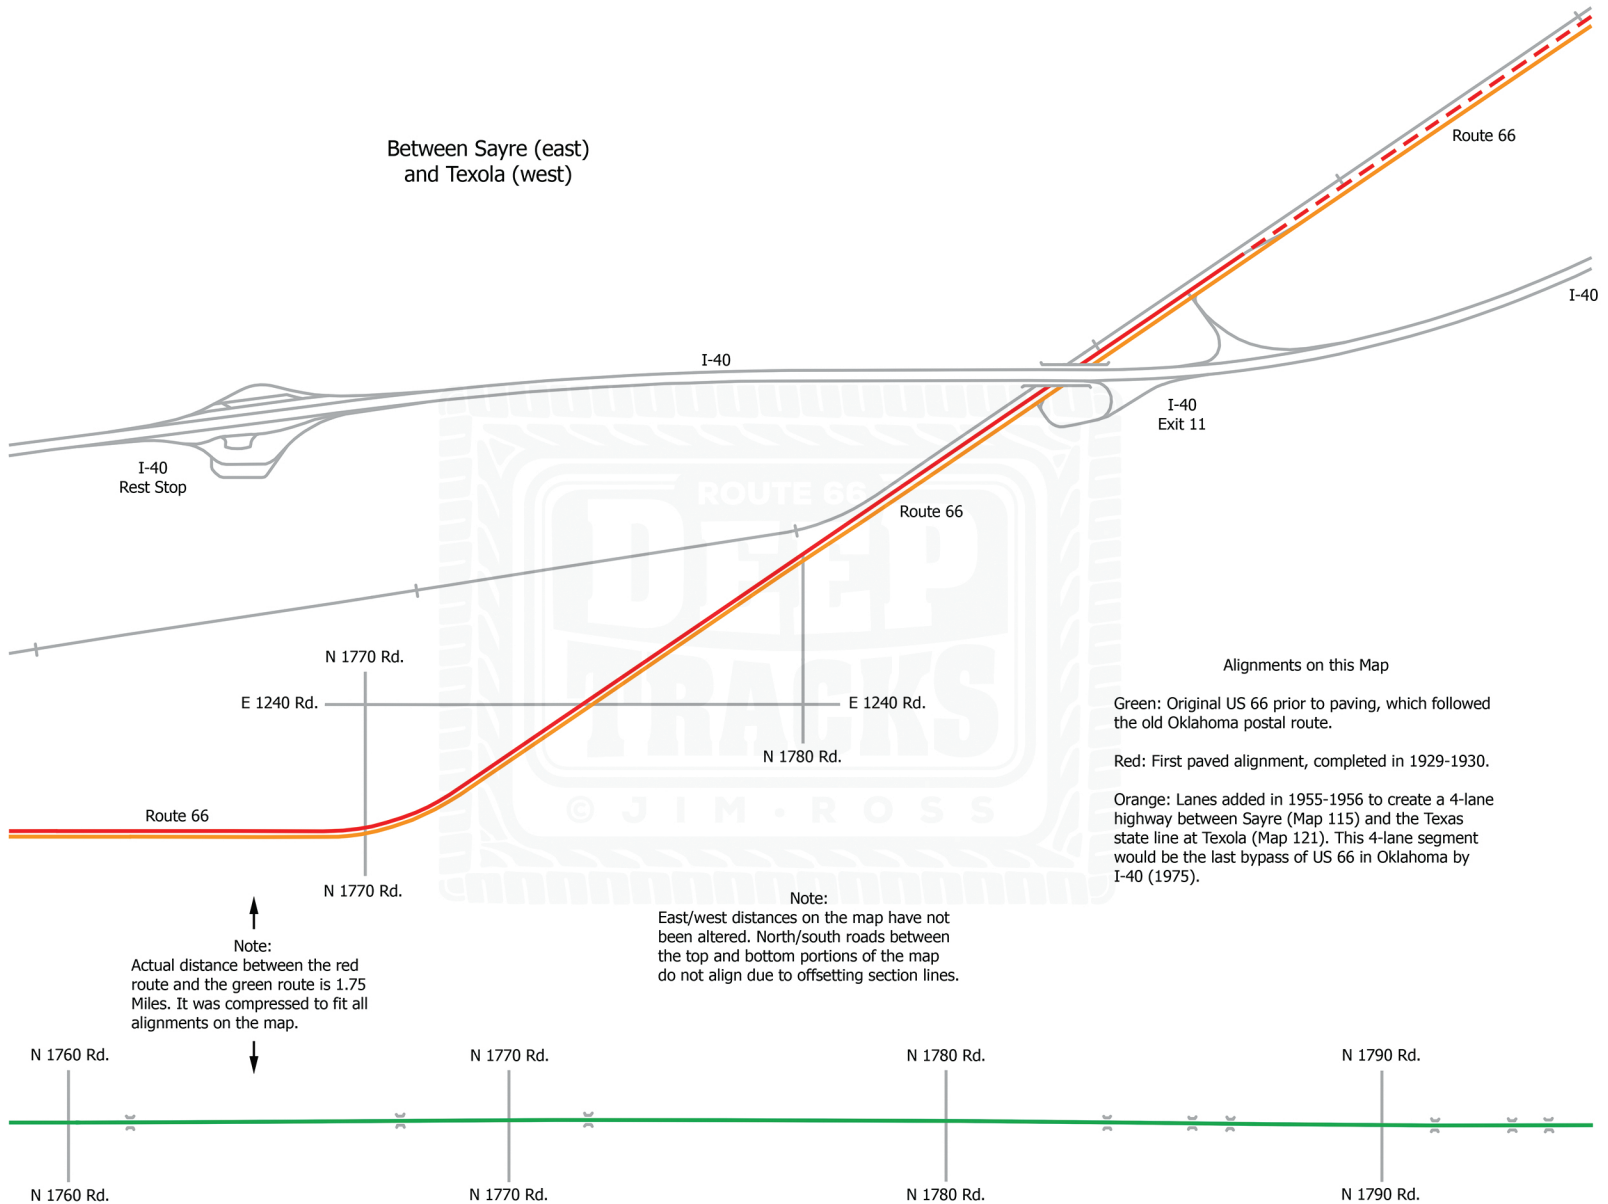 Between Sayre (east)
and Texola (west)
Route 66
I-40
I-40
I-40
Exit 11
I-40
Rest Stop
ROUTE 66
DEEP
TRACKS
© JIM·ROSS
Route 66
N 1770 Rd.
E 1240 Rd.
E 1240 Rd.
N 1780 Rd.
Route 66
N 1770 Rd.
Alignments on this Map
Green: Original US 66 prior to paving, which followed
the old Oklahoma postal route.
Red: First paved alignment, completed in 1929-1930.
Orange: Lanes added in 1955-1956 to create a 4-lane
highway between Sayre (Map 115) and the Texas
state line at Texola (Map 121). This 4-lane segment
would be the last bypass of US 66 in Oklahoma by
I-40 (1975).
Note:
East/west distances on the map have not
been altered. North/south roads between
the top and bottom portions of the map
do not align due to offsetting section lines.
Note:
Actual distance between the red
route and the green route is 1.75
Miles. It was compressed to fit all
alignments on the map.
N 1760 Rd.
N 1770 Rd.
N 1780 Rd.
N 1790 Rd.
N 1760 Rd.
N 1770 Rd.
N 1780 Rd.
N 1790 Rd.